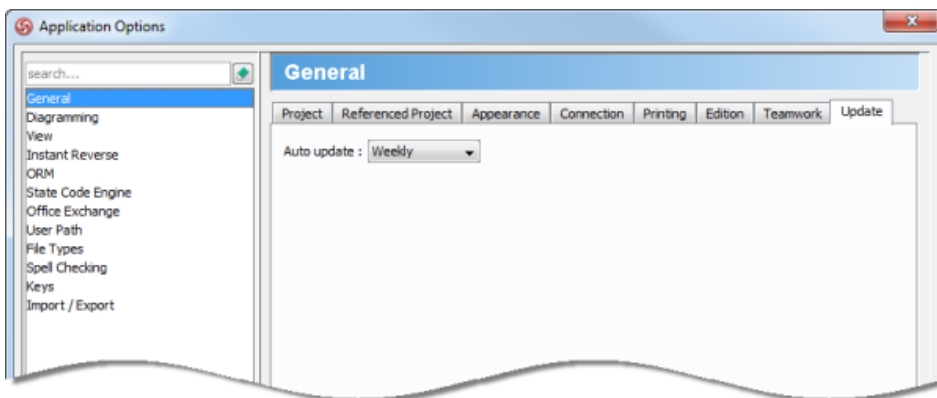 Application Options
search...
General
Diagramming
View
Instant Reverse
ORM
State Code Engine
Office Exchange
User Path
File Types
Spell Checking
Keys
Import / Export
General
Project Referenced Project Appearance Connection Printing Edition Teamwork Update
Auto update : Weekly